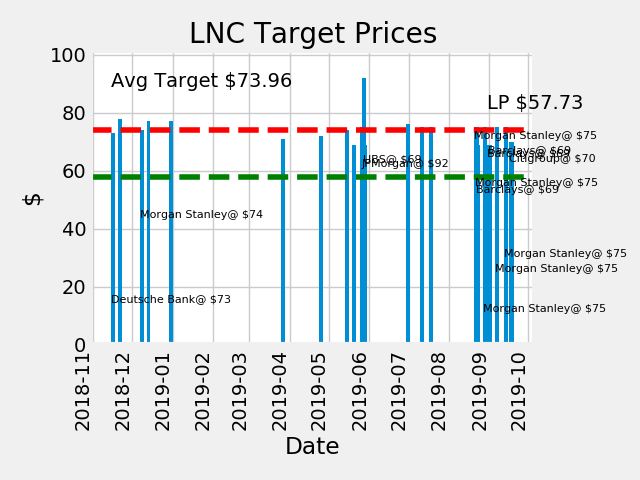 LNC Target Prices
100
Avg Target $73.96
LP $57.73
80
Morgan Stanley@ $75
Barclays@ $69
Barclays@ $69
Citigroup@ $70
UBS@ $69
JPMorgan@ $92
60
Morgan Stanley@ $75
Barclays@ $69
$
Morgan Stanley@ $74
40
Morgan Stanley@ $75
Morgan Stanley@ $75
20
Deutsche Bank@ $73
Morgan Stanley@ $75
0
2018-11
2018-12
2019-01
2019-02
2019-03
2019-04
2019-05
2019-06
2019-07
2019-08
2019-09
2019-10
Date